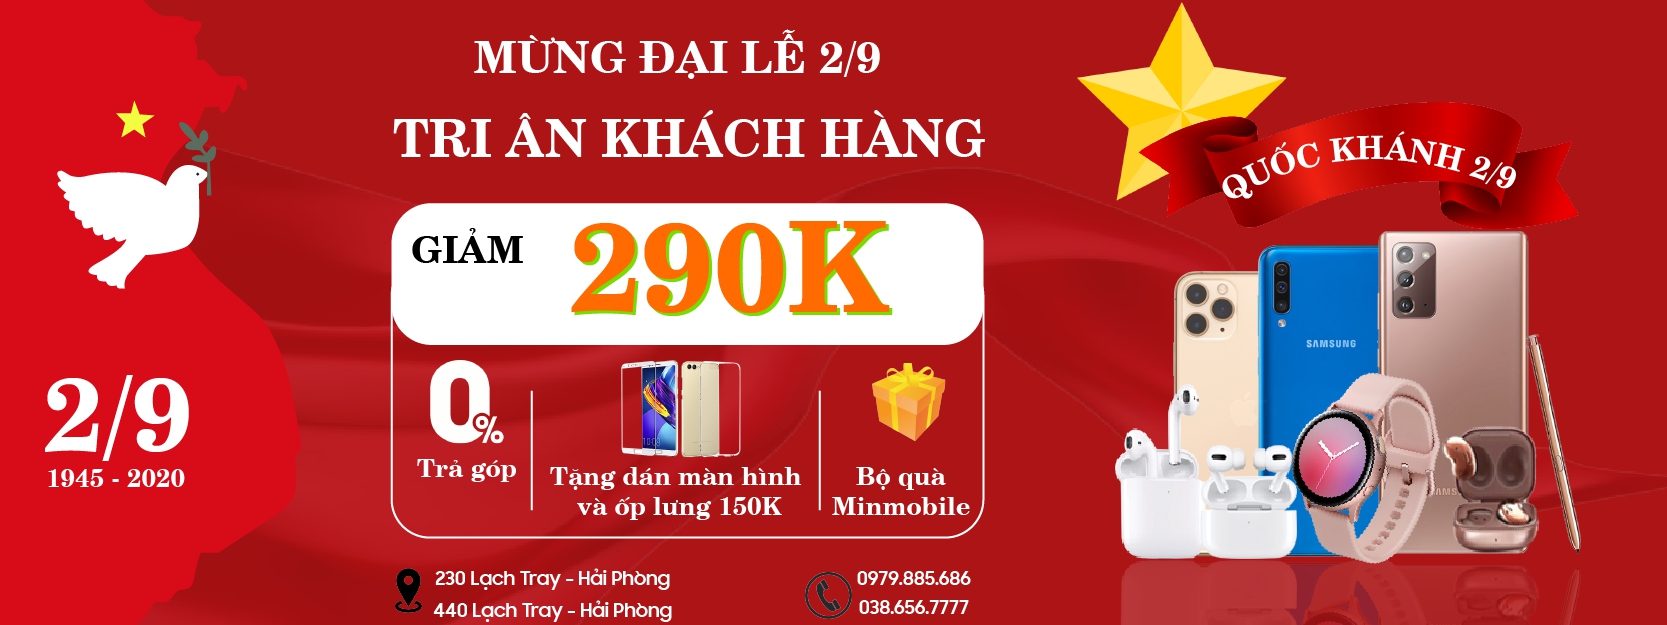 MỪNG ĐẠI LỄ 2/9
TRI ÂN KHÁCH HÀNG
QUỐC KHÁNH 2/9
GIẢM 290K
2/9
1945 - 2020
0%
Trả góp
Tặng dán màn hình
và ốp lưng 150K
Bộ quà
Minmobile
SAMSUNG
230 Lạch Tray - Hải Phòng
440 Lạch Tray - Hải Phòng
0979.885.686
038.656.7777